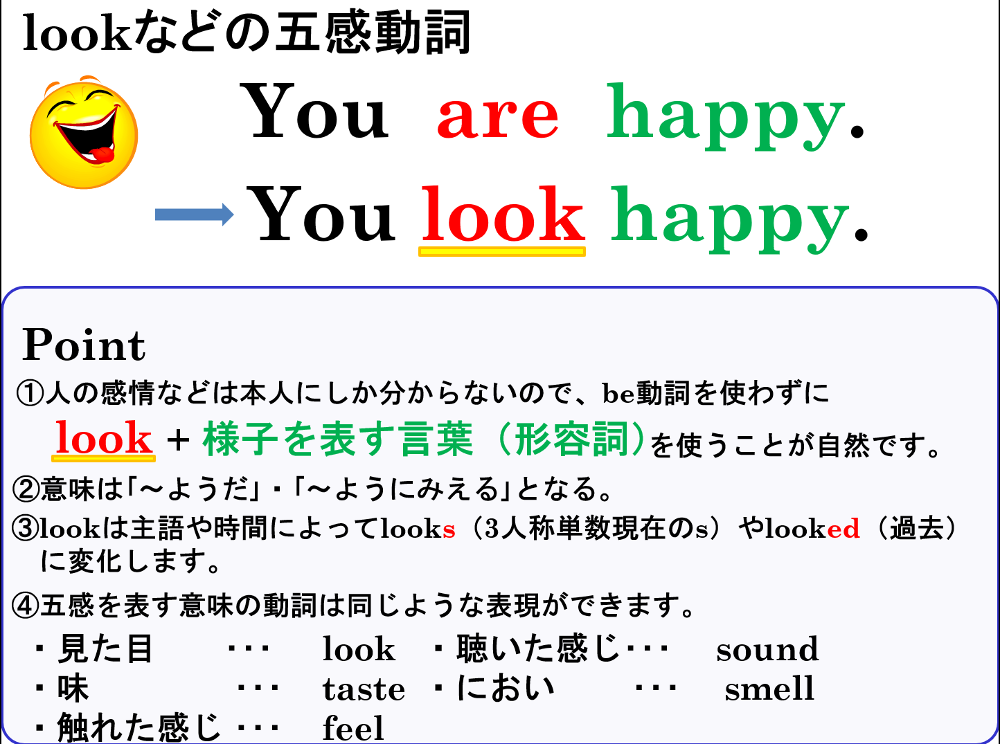 lookなどの五感動詞
You are happy.
You look happy.
Point
①人の感情などは本人にしか分からないので、be動詞を使わずに
look + 様子を表す言葉（形容詞）を使うことが自然です。
②意味は「～ようだ」・「～ようにみえる」となる。
③lookは主語や時間によってlooks（3人称単数現在のs）やlooked（過去）
に変化します。
④五感を表す意味の動詞は同じような表現ができます。
・見た目 ･･･ look ・聴いた感じ･･･ sound
・味 ･･･ taste ・におい ･･･ smell
・触れた感じ ･･･ feel